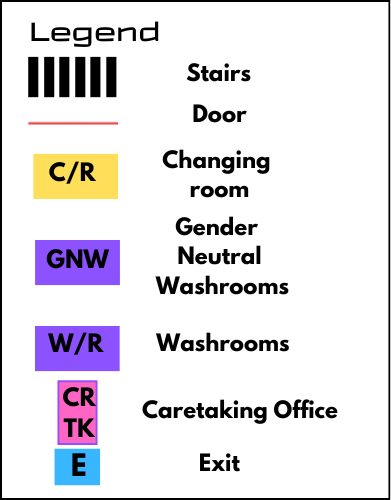 Legend
Stairs
Door
C/R Changing
room
Gender
GNW Neutral
Washrooms
W/R Washrooms
CR
TK Caretaking Office
E Exit